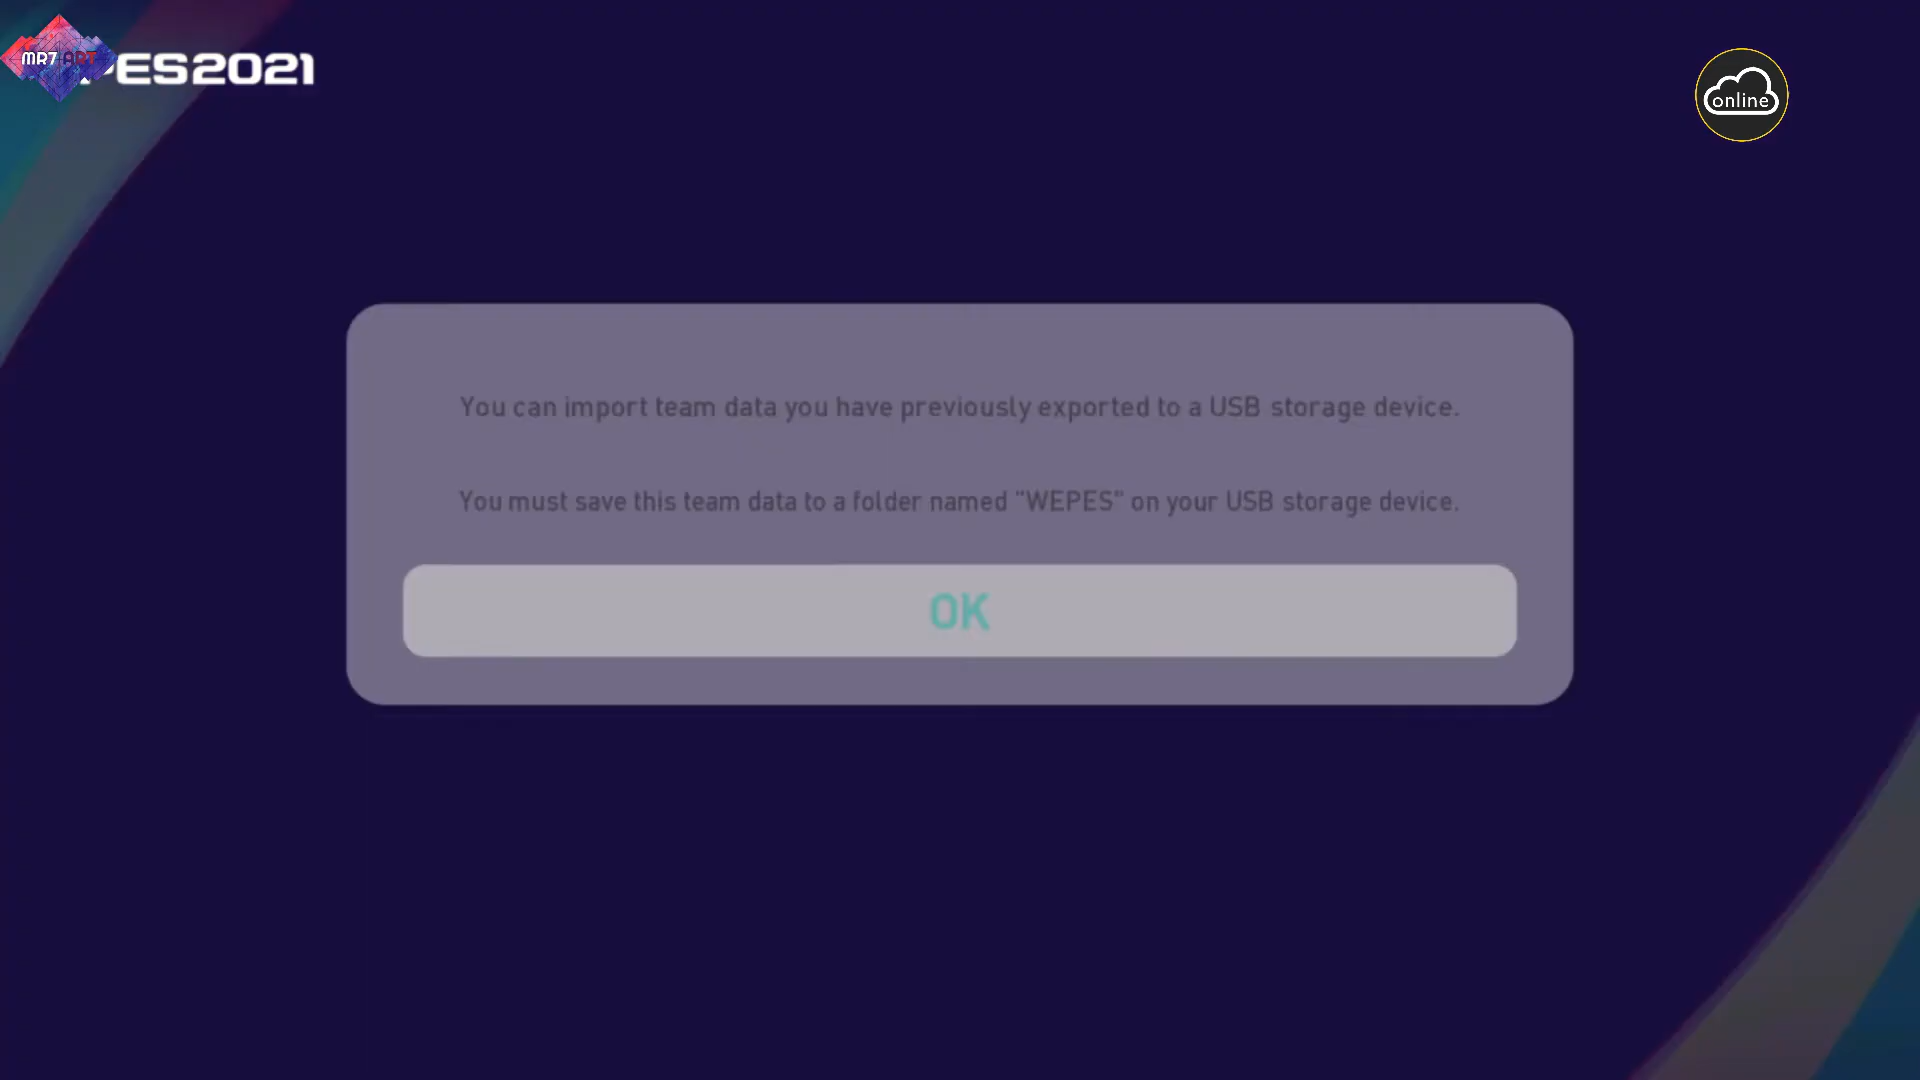 MR7 ART
PES2021
online
You can import team data you have previously exported to a USB storage device.
You must save this team data to a folder named "WEPES" on your USB storage device.
OK